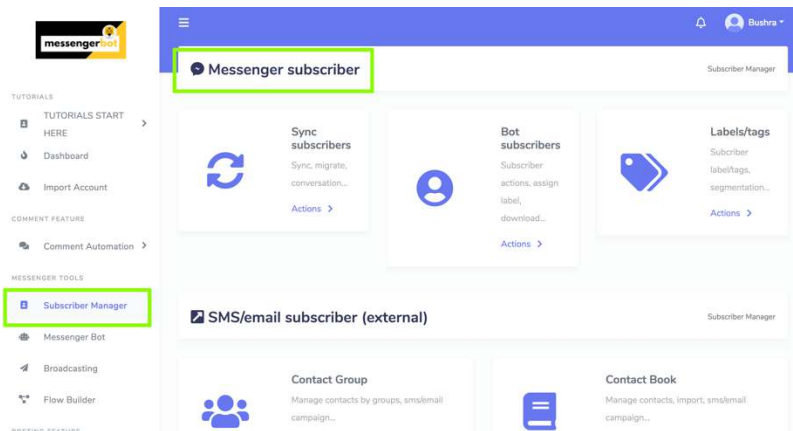 messengerbot
Bushra
Messenger subscriber
Subscriber Manager
TUTORIALS
TUTORIALS START
HERE
Dashboard
Import Account
COMMENT FEATURE
Comment Automation
MESSENGER TOOLS
Subscriber Manager
Messenger Bot
Broadcasting
Flow Builder
Sync
subscribers
Sync, migrate,
conversation...
Actions >
Bot
subscribers
Subscriber
actions, assign
label,
download...
Actions >
Labels/tags
Subcriber
label/tags,
segmentation...
Actions >
SMS/email subscriber (external)
Subscriber Manager
Contact Group
Manage contacts by groups, sms/email
campaign...
Contact Book
Manage contacts, import, sms/email
campaign...